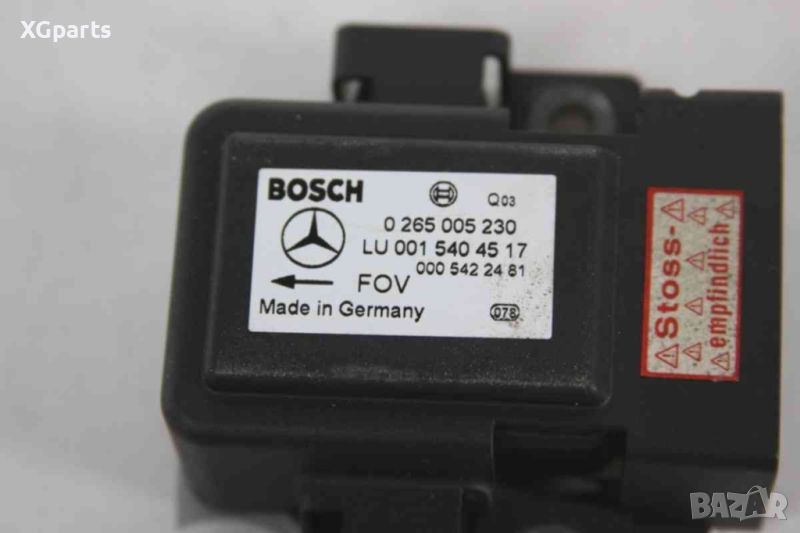 XGparts
BOSCH
Q03
0 265 005 230
LU 001 540 45 17
000 542 24 81
FOV
Made in Germany
078
Stoss-
empfindlich
BAZAR